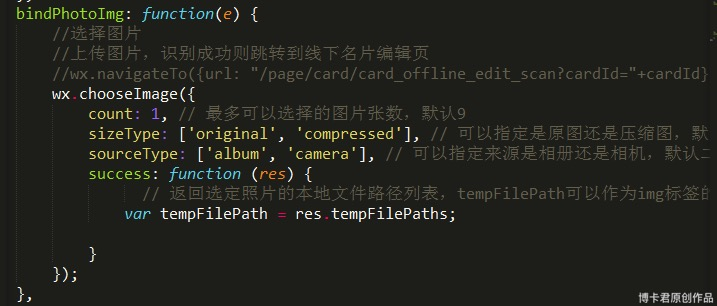 bindPhotoImg: function(e) {
//选择图片
//上传图片，识别成功则跳转到线下名片编辑页
//wx.navigateTo({url: "/page/card/card_offline_edit_scan?cardId="+cardId}
wx.chooseImage({
count: 1, // 最多可以选择的图片张数，默认9
sizeType: ['original', 'compressed'], // 可以指定是原图还是压缩图，默
sourceType: ['album', 'camera'], // 可以指定来源是相册还是相机，默认二
success: function (res) {
// 返回选定照片的本地文件路径列表，tempFilePath可以作为img标签的
var tempFilePath = res.tempFilePaths;
}
});
},
博卡君原创作品